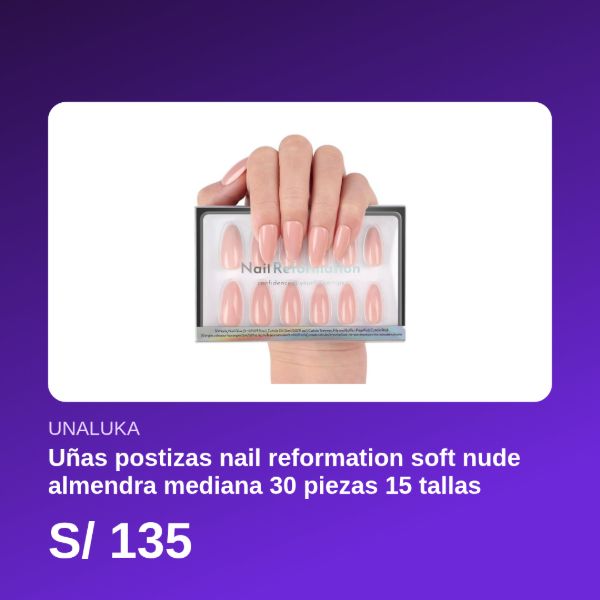 Nail Reformation
UNALUKA
Uñas postizas nail reformation soft nude
almendra mediana 30 piezas 15 tallas
S/ 135